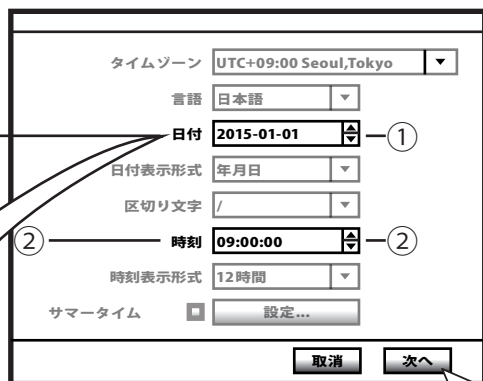 タイムゾーン UTC+09:00 Seoul,Tokyo
言語 日本語
日付 2015-01-01 ①
日付表示形式 年月日
区切り文字 /
② 時刻 09:00:00 ②
時刻表示形式 12時間
サマータイム 設定...
取消 次へ